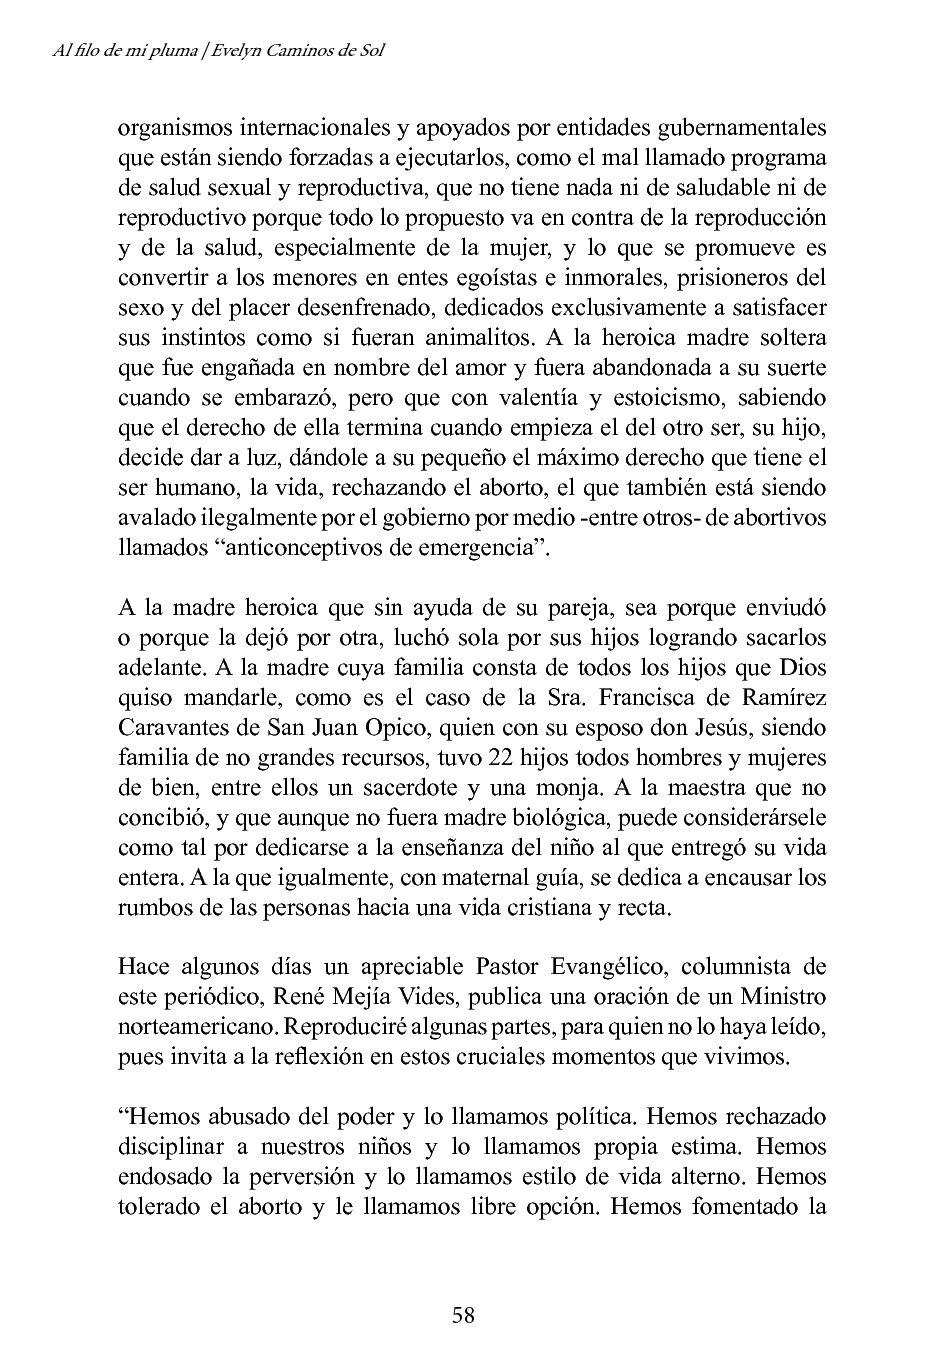 Al filo de mi pluma / Evelyn Caminos de Sol
organismos internacionales y apoyados por entidades gubernamentales
que están siendo forzadas a ejecutarlos, como el mal llamado programa
de salud sexual y reproductiva, que no tiene nada ni de saludable ni de
reproductivo porque todo lo propuesto va en contra de la reproducción
y de la salud, especialmente de la mujer, y lo que se promueve es
convertir a los menores en entes egoístas e inmorales, prisioneros del
sexo y del placer desenfrenado, dedicados exclusivamente a satisfacer
sus instintos como si fueran animalitos. A la heroica madre soltera
que fue engañada en nombre del amor y fuera abandonada a su suerte
cuando se embarazó, pero que con valentía y estoicismo, sabiendo
que el derecho de ella termina cuando empieza el del otro ser, su hijo,
decide dar a luz, dándole a su pequeño el máximo derecho que tiene el
ser humano, la vida, rechazando el aborto, el que también está siendo
avalado ilegalmente por el gobierno por medio -entre otros- de abortivos
llamados “anticonceptivos de emergencia”.
A la madre heroica que sin ayuda de su pareja, sea porque enviudó
o porque la dejó por otra, luchó sola por sus hijos logrando sacarlos
adelante. A la madre cuya familia consta de todos los hijos que Dios
quiso mandarle, como es el caso de la Sra. Francisca de Ramírez
Caravantes de San Juan Opico, quien con su esposo don Jesús, siendo
familia de no grandes recursos, tuvo 22 hijos todos hombres y mujeres
de bien, entre ellos un sacerdote y una monja. A la maestra que no
concibió, y que aunque no fuera madre biológica, puede considerársele
como tal por dedicarse a la enseñanza del niño al que entregó su vida
entera. A la que igualmente, con maternal guía, se dedica a encausar los
rumbos de las personas hacia una vida cristiana y recta.
Hace algunos días un apreciable Pastor Evangélico, columnista de
este periódico, René Mejía Vides, publica una oración de un Ministro
norteamericano. Reproduciré algunas partes, para quien no lo haya leído,
pues invita a la reflexión en estos cruciales momentos que vivimos.
“Hemos abusado del poder y lo llamamos política. Hemos rechazado
disciplinar a nuestros niños y lo llamamos propia estima. Hemos
endosado la perversión y lo llamamos estilo de vida alterno. Hemos
tolerado el aborto y le llamamos libre opción. Hemos fomentado la
58